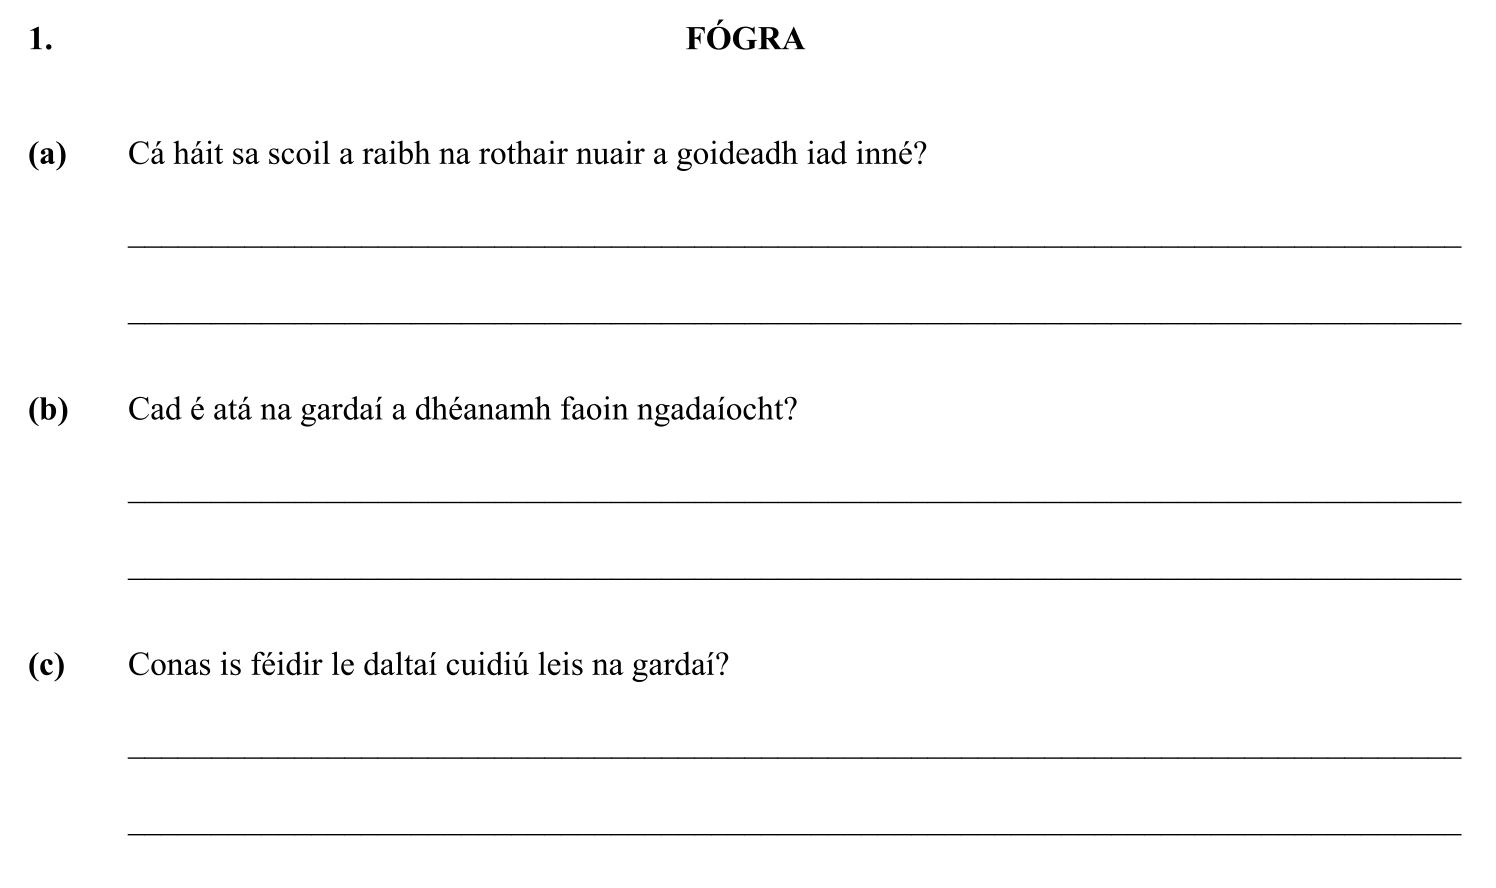 1. FÓGRA
(a) Cá háit sa scoil a raibh na rothair nuair a goideadh iad inné?
(b) Cad é atá na gardaí a dhéanamh faoin ngadaíocht?
(c) Conas is féidir le daltaí cuidiú leis na gardaí?